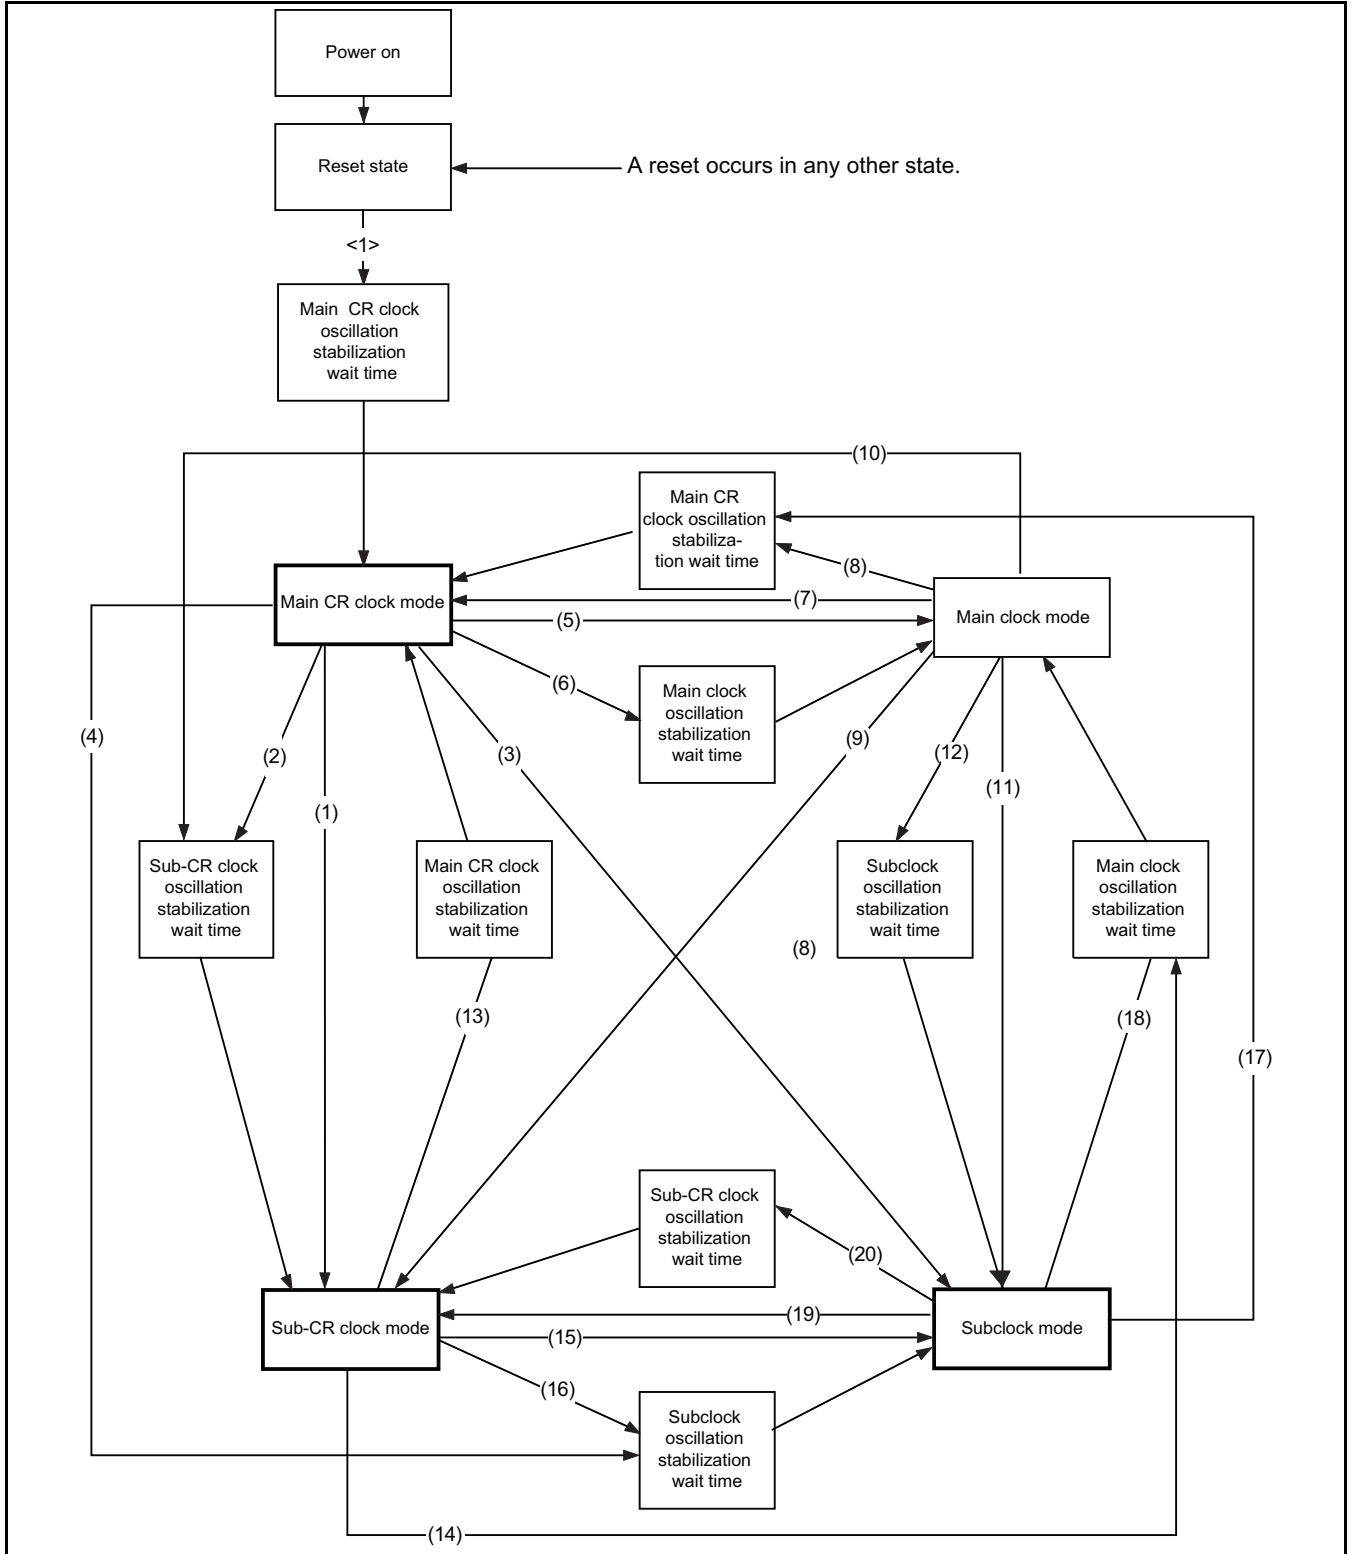 Power on
Reset state
A reset occurs in any other state.
<1>
Main CR clock
oscillation
stabilization
wait time
(10)
Main CR
clock oscillation
stabiliza-
tion wait time
(8)
Main CR clock mode
(7)
(5)
Main clock mode
(6)
Main clock
oscillation
stabilization
wait time
(4)
(2)
(3)
(9)
(12)
(1)
(11)
Sub-CR clock
oscillation
stabilization
wait time
Main CR clock
oscillation
stabilization
wait time
(8)
Subclock
oscillation
stabilization
wait time
Main clock
oscillation
stabilization
wait time
(13)
(18)
(17)
Sub-CR clock
oscillation
stabilization
wait time
(20)
Sub-CR clock mode
(19)
(15)
Subclock mode
(16)
Subclock
oscillation
stabilization
wait time
(14)